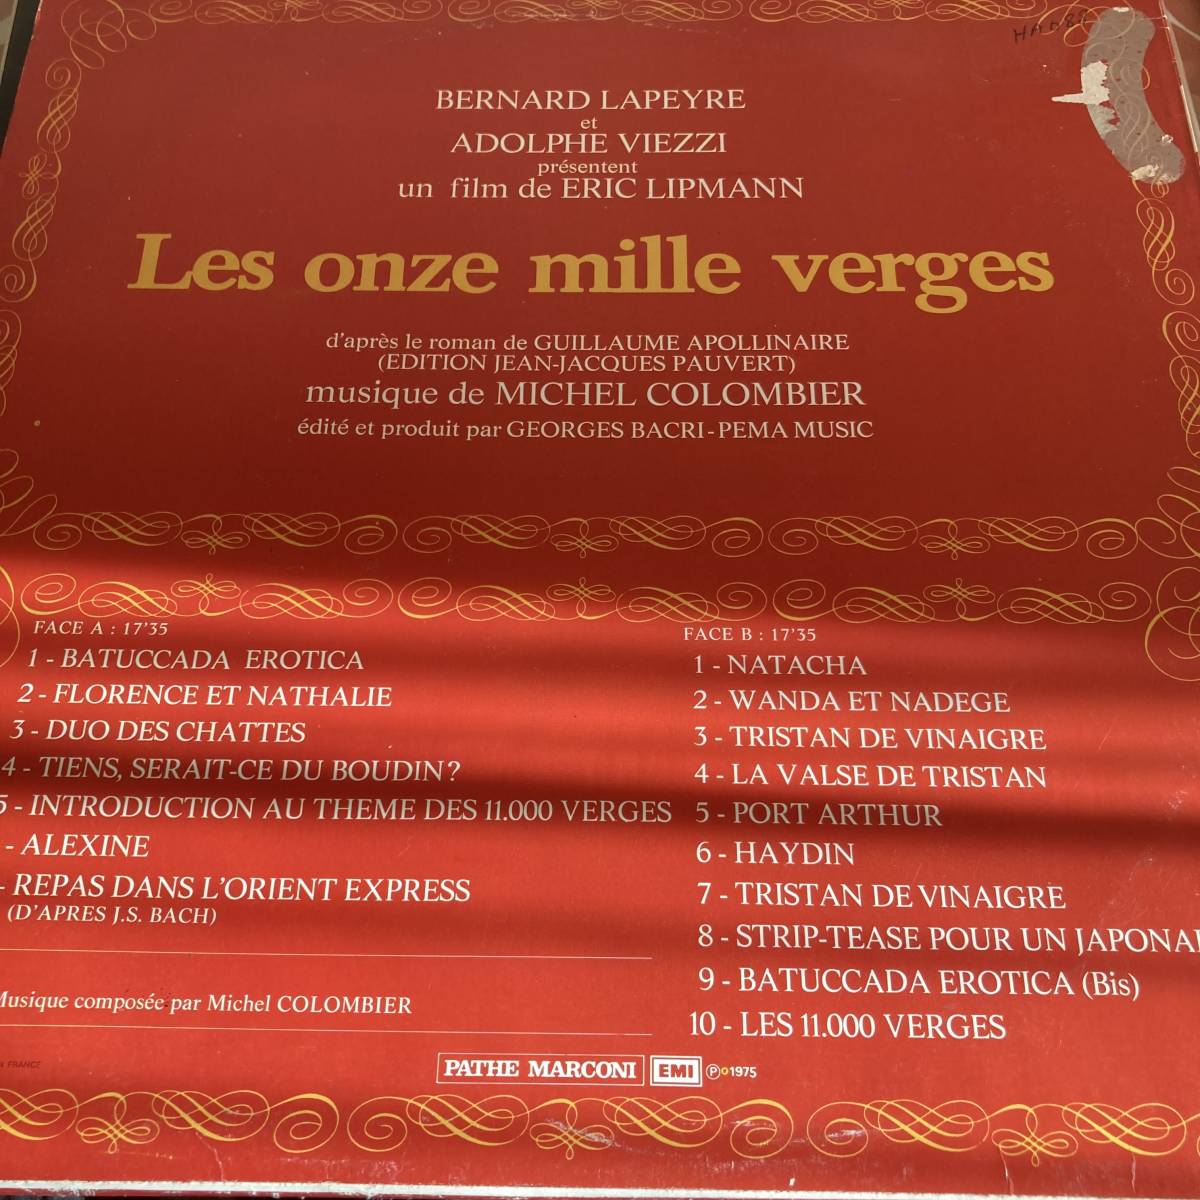 BERNARD LAPEYRE
et
ADOLPHE VIEZZI
présentent
un film de ERIC LIPMANN
Les onze mille verges
d'après le roman de GUILLAUME APOLLINAIRE
(EDITION JEAN-JACQUES PAUVERT)
musique de MICHEL COLOMBIER
édité et produit par GEORGES BACRI-PEMA MUSIC
FACE A : 17'35
1 - BATUCCADA EROTICA
2 - FLORENCE ET NATHALIE
3 - DUO DES CHATTES
4 - TIENS, SERAIT-CE DU BOUDIN ?
5 - INTRODUCTION AU THEME DES 11.000 VERGES
- ALEXINE
- REPAS DANS L'ORIENT EXPRESS
(D'APRES J.S. BACH)
Musique composée par Michel COLOMBIER
FACE B : 17'35
1 - NATACHA
2 - WANDA ET NADEGE
3 - TRISTAN DE VINAIGRE
4 - LA VALSE DE TRISTAN
5 - PORT ARTHUR
6 - HAYDIN
7 - TRISTAN DE VINAIGRE
8 - STRIP-TEASE POUR UN JAPONAI
9 - BATUCCADA EROTICA (Bis)
10 - LES 11.000 VERGES
FRANCE
PATHE MARCONI EMI ℗ 1975